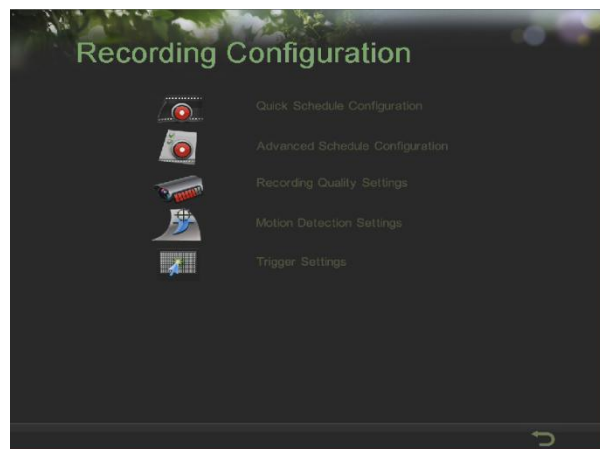 Recording Configuration
Quick Schedule Configuration
Advanced Schedule Configuration
Recording Quality Settings
Motion Detection Settings
Trigger Settings